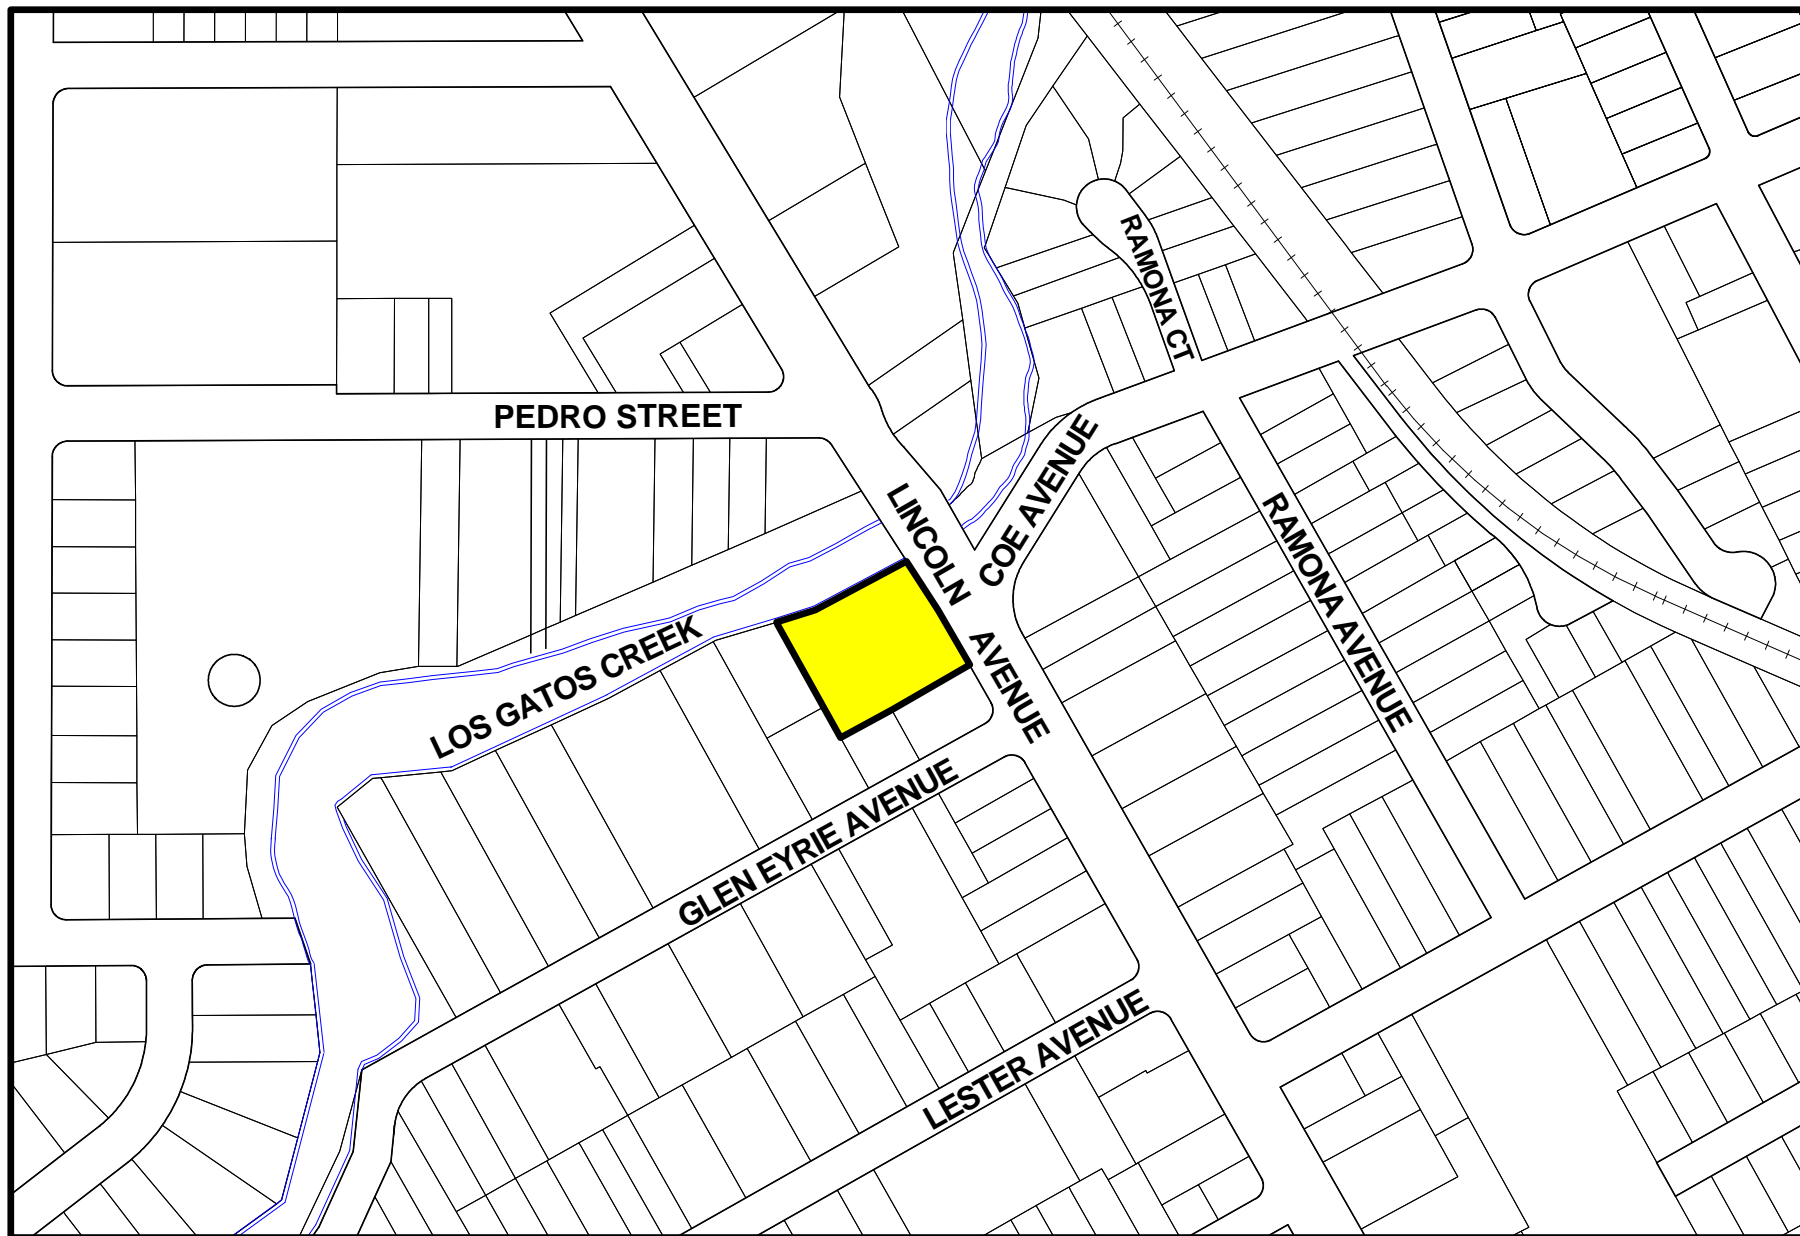 RAMONA CT
PEDRO STREET
COE AVENUE
LINCOLN AVENUE
RAMONA AVENUE
LOS GATOS CREEK
GLEN EYRIE AVENUE
LESTER AVENUE